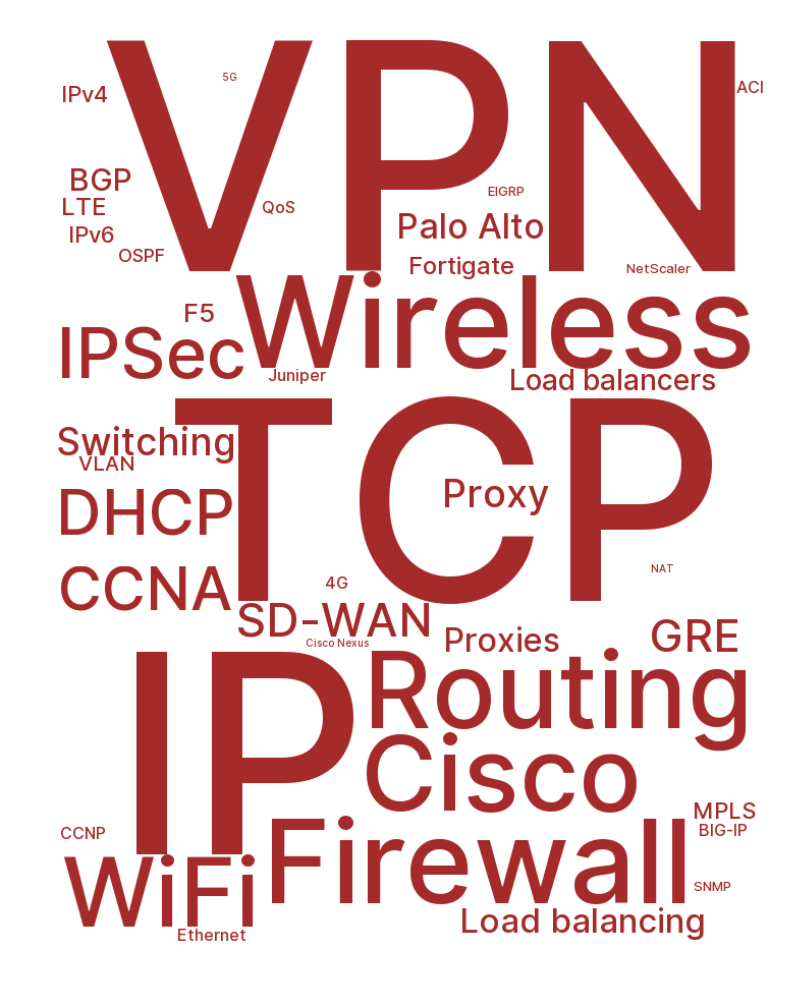 VPN
5G
IPv4
ACI
BGP
EIGRP
LTE
QoS
Palo Alto
IPv6
OSPF
Fortigate
NetScaler
Wireless
F5
IPSec
Juniper
Load balancers
TCP
Switching
VLAN
Proxy
DHCP
NAT
CCNA
4G
SD-WAN
Cisco Nexus
Proxies
GRE
IP
Routing
Cisco
MPLS
BIG-IP
CCNP
Firewall
WiFi
SNMP
Load balancing
Ethernet